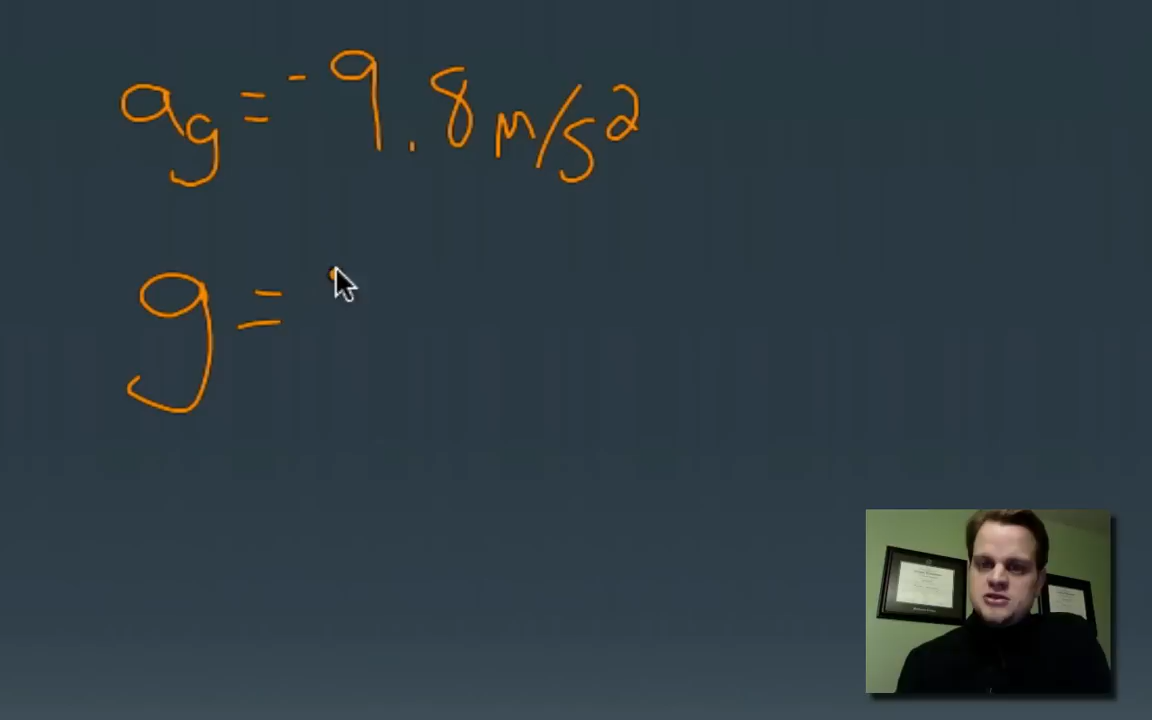 ag = -9.8 m/s²
g =